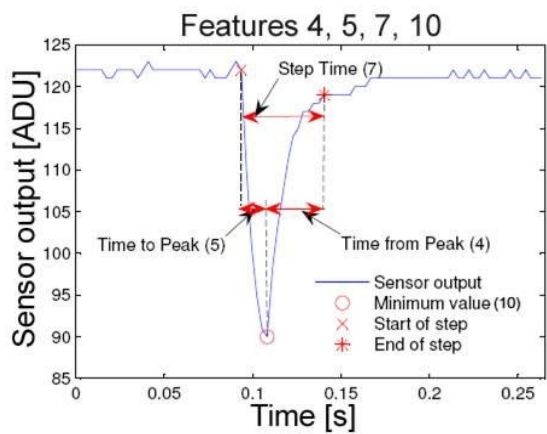 Features 4, 5, 7, 10
125
120
115
110
105
100
95
90
85
Sensor output [ADU]
Step Time (7)
Time to Peak (5)
Time from Peak (4)
Sensor output
Minimum value (10)
Start of step
End of step
0
0.05
0.1
0.15
0.2
0.25
Time [s]